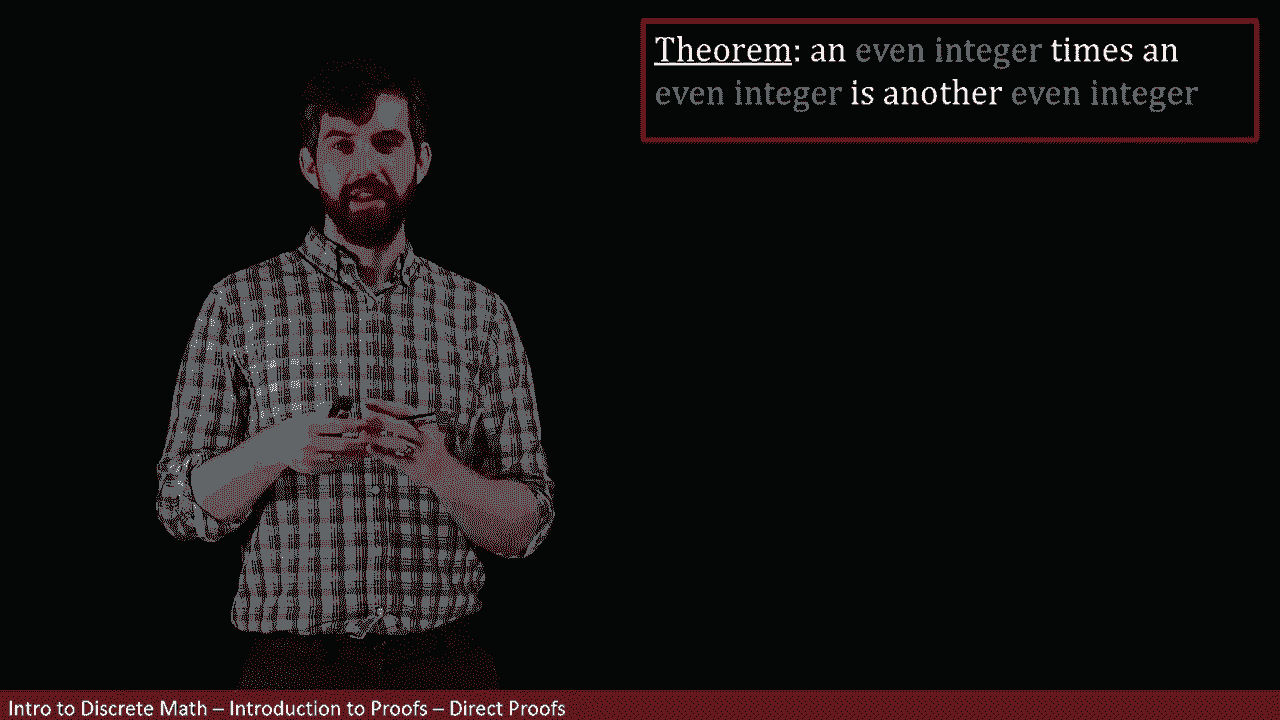 Theorem: an even integer times an
even integer is another even integer
Intro to Discrete Math – Introduction to Proofs – Direct Proofs